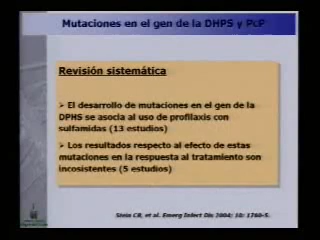 Mutaciones en el gen de la DHPS y PcP
Revisión sistemática
➢ El desarrollo de mutaciones en el gen de la
DPHS se asocia al uso de profilaxis con
sulfamidas (13 estudios)
➢ Los resultados respecto al efecto de estas
mutaciones en la respuesta al tratamiento son
incosistentes (5 estudios)
Stein CR, et al. Emerg Infect Dis 2004; 10: 1760-5.